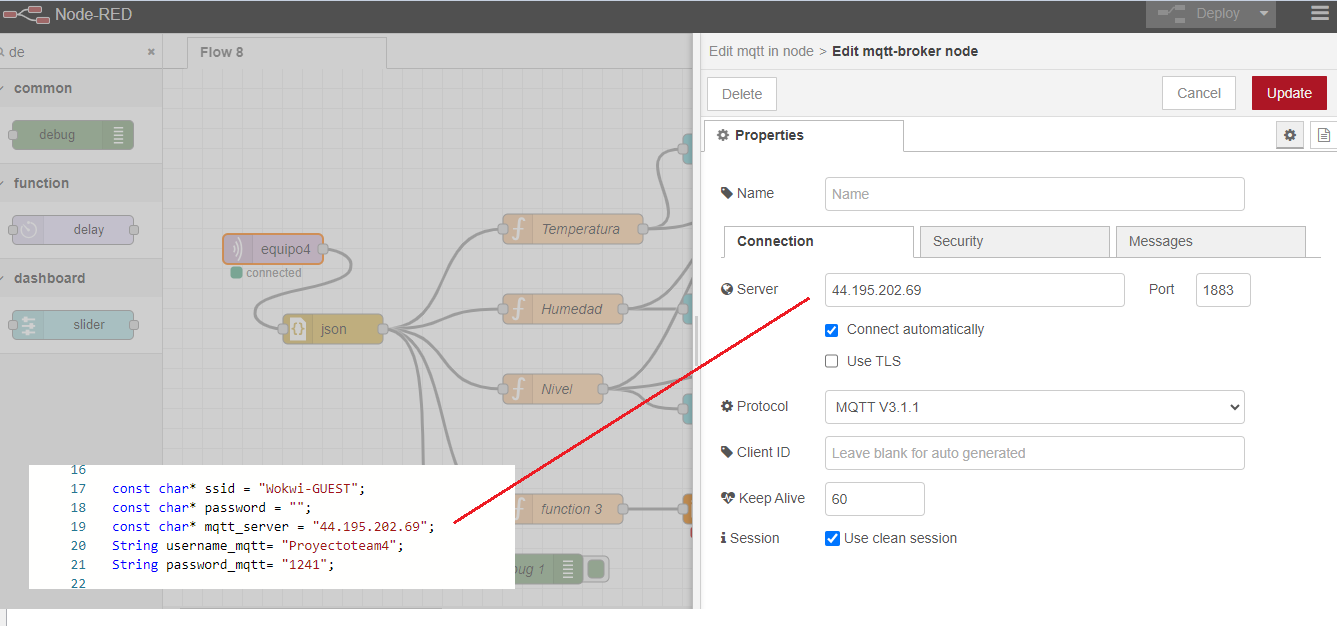 Node-RED
Deploy
de
Flow 8
common
debug
function
delay
dashboard
slider
equipo4
connected
json
Temperatura
Humedad
Nivel
function 3
bug 1
16
17 const char* ssid = "Wokwi-GUEST";
18 const char* password = "";
19 const char* mqtt_server = "44.195.202.69";
20 String username_mqtt= "Proyectoteam4";
21 String password_mqtt= "1241";
22
Edit mqtt in node > Edit mqtt-broker node
Delete Cancel Update
Properties
Name Name
Connection Security Messages
Server 44.195.202.69 Port 1883
Connect automatically
Use TLS
Protocol MQTT V3.1.1
Client ID Leave blank for auto generated
Keep Alive 60
Session Use clean session